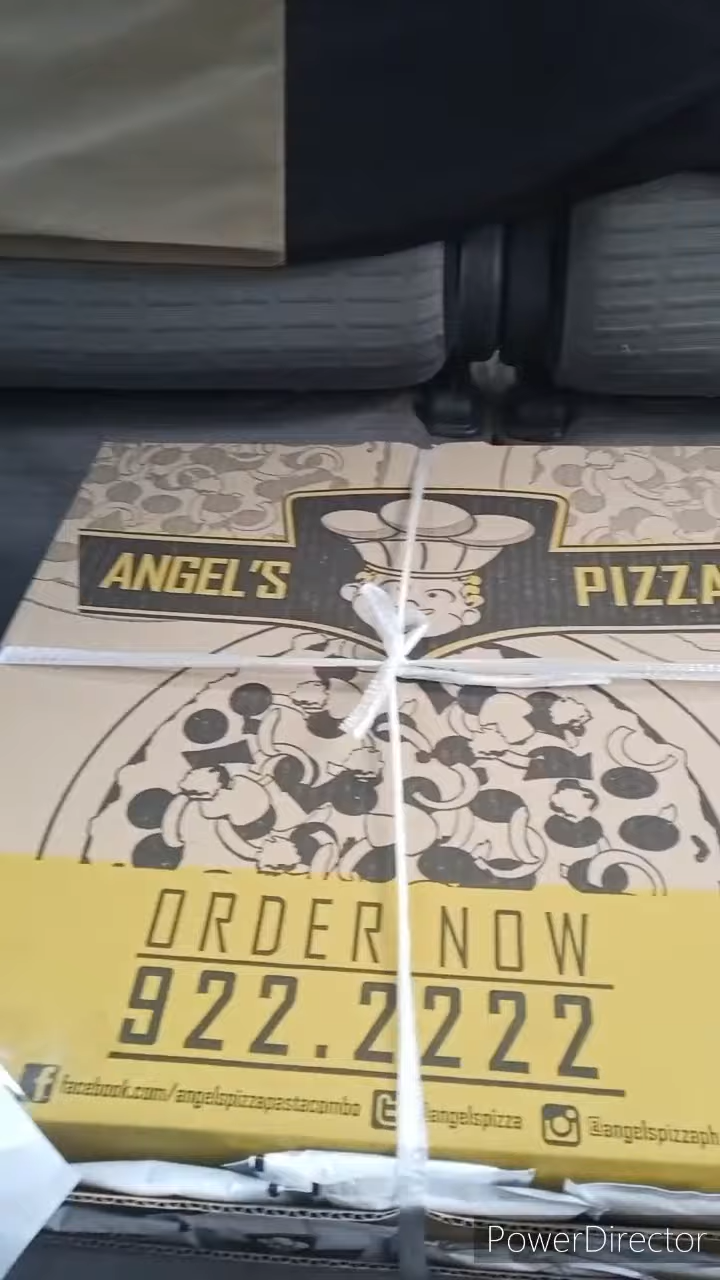 ANGEL'S PIZZA
ORDER NOW
922.2222
facebook.com/angelspizzapastacombo angelspizza @angelspizzaph
PowerDirector